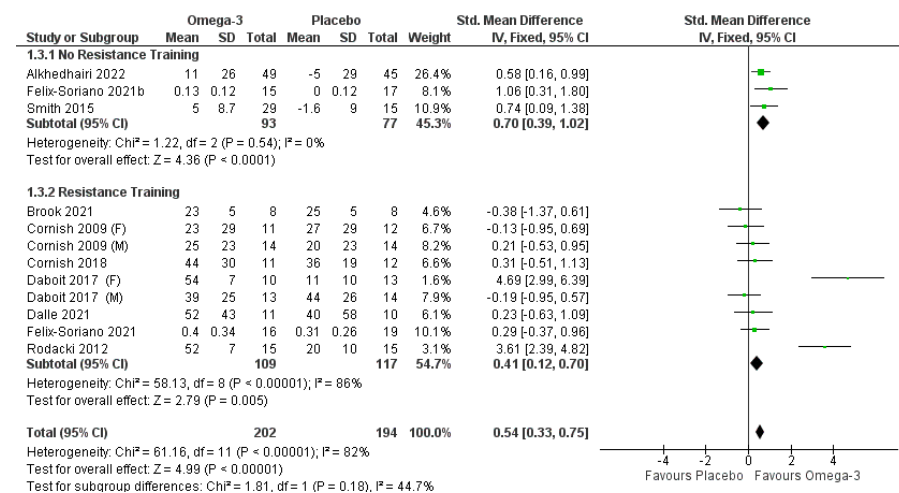 Omega-3 Placebo Std. Mean Difference Std. Mean Difference
Study or Subgroup Mean SD Total Mean SD Total Weight IV, Fixed, 95% CI IV, Fixed, 95% CI
1.3.1 No Resistance Training
Alkhedhairi 2022 11 26 49 -5 29 45 26.4% 0.58 [0.16, 0.99]
Felix-Soriano 2021b 0.13 0.12 15 0 0.12 17 8.1% 1.06 [0.31, 1.80]
Smith 2015 5 8.7 29 -1.6 9 15 10.9% 0.74 [0.09, 1.38]
Subtotal (95% CI) 93 77 45.3% 0.70 [0.39, 1.02]
Heterogeneity: Chi² = 1.22, df = 2 (P = 0.54); I² = 0%
Test for overall effect: Z = 4.36 (P < 0.0001)
1.3.2 Resistance Training
Brook 2021 23 5 8 25 5 8 4.6% -0.38 [-1.37, 0.61]
Cornish 2009 (F) 23 29 11 27 29 12 6.7% -0.13 [-0.95, 0.69]
Cornish 2009 (M) 25 23 14 20 23 14 8.2% 0.21 [-0.53, 0.95]
Cornish 2018 44 30 11 36 19 12 6.6% 0.31 [-0.51, 1.13]
Daboit 2017 (F) 54 7 10 11 10 13 1.6% 4.69 [2.99, 6.39]
Daboit 2017 (M) 39 25 13 44 26 14 7.9% -0.19 [-0.95, 0.57]
Dalle 2021 52 43 11 40 58 10 6.1% 0.23 [-0.63, 1.09]
Felix-Soriano 2021 0.4 0.34 16 0.31 0.26 19 10.1% 0.29 [-0.37, 0.96]
Rodacki 2012 52 7 15 20 10 15 3.1% 3.61 [2.39, 4.82]
Subtotal (95% CI) 109 117 54.7% 0.41 [0.12, 0.70]
Heterogeneity: Chi² = 58.13, df = 8 (P < 0.00001); I² = 86%
Test for overall effect: Z = 2.79 (P = 0.005)
Total (95% CI) 202 194 100.0% 0.54 [0.33, 0.75]
Heterogeneity: Chi² = 61.16, df = 11 (P < 0.00001); I² = 82%
Test for overall effect: Z = 4.99 (P < 0.00001)
Test for subgroup differences: Chi² = 1.81, df = 1 (P = 0.18), I² = 44.7%
-4 -2 0 2 4
Favours Placebo Favours Omega-3